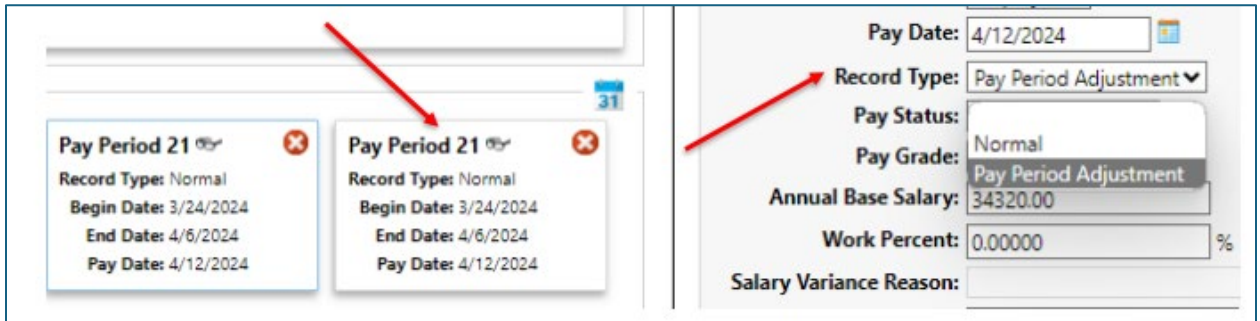 31
Pay Period 21
Record Type: Normal
Begin Date: 3/24/2024
End Date: 4/6/2024
Pay Date: 4/12/2024
Pay Period 21
Record Type: Normal
Begin Date: 3/24/2024
End Date: 4/6/2024
Pay Date: 4/12/2024
Pay Date: 4/12/2024
Record Type: Pay Period Adjustment
Pay Status:
Normal
Pay Grade:
Pay Period Adjustment
Annual Base Salary: 34320.00
Work Percent: 0.00000 %
Salary Variance Reason: